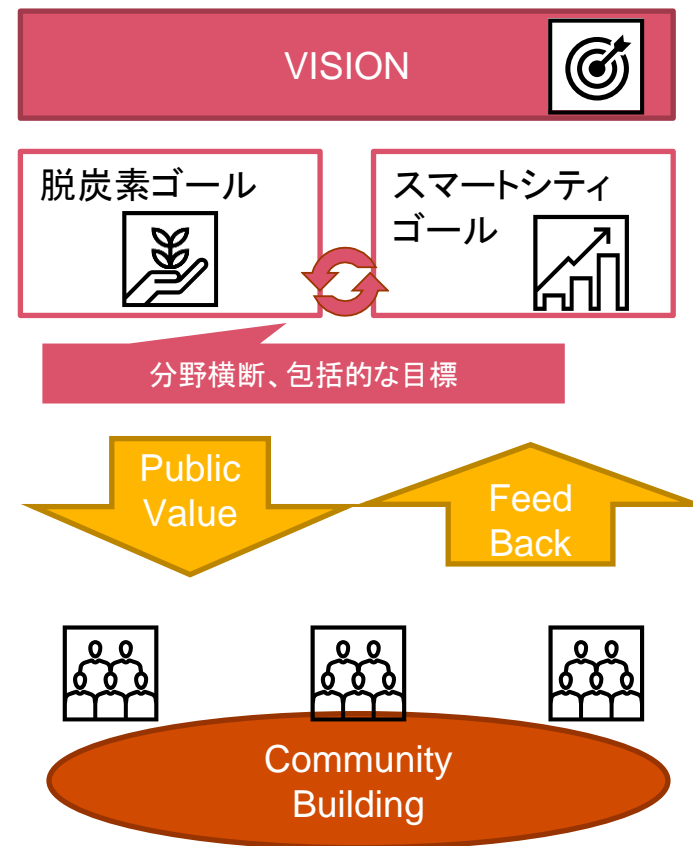 VISION
脱炭素ゴール
スマートシティ
ゴール
分野横断、包括的な目標
Public
Value
Feed
Back
Community
Building